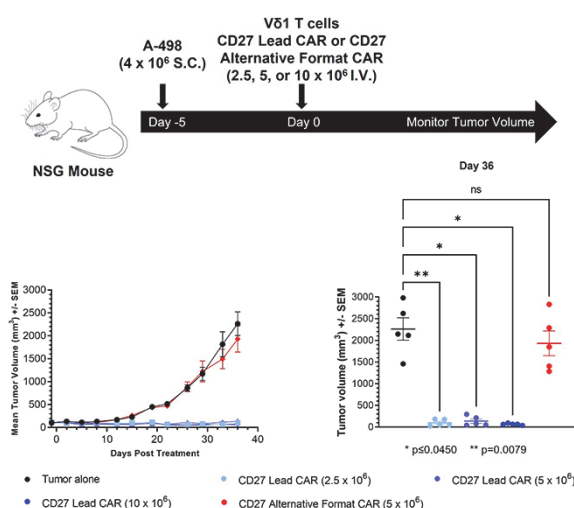 Vδ1 T cells
CD27 Lead CAR or CD27
Alternative Format CAR
(2.5, 5, or 10 x 10⁶ I.V.)
A-498
(4 x 10⁶ S.C.)
Day -5
Day 0
Monitor Tumor Volume
NSG Mouse
Day 36
ns
*
*
**
Mean Tumor Volume (mm³) +/- SEM
3000
2500
2000
1500
1000
500
0
0
10
20
30
40
Days Post Treatment
Tumor volume (mm³) +/- SEM
3000
2500
2000
1500
1000
500
0
* p≤0.0450
** p=0.0079
Tumor alone
CD27 Lead CAR (2.5 x 10⁶)
CD27 Lead CAR (5 x 10⁶)
CD27 Lead CAR (10 x 10⁶)
CD27 Alternative Format CAR (5 x 10⁶)